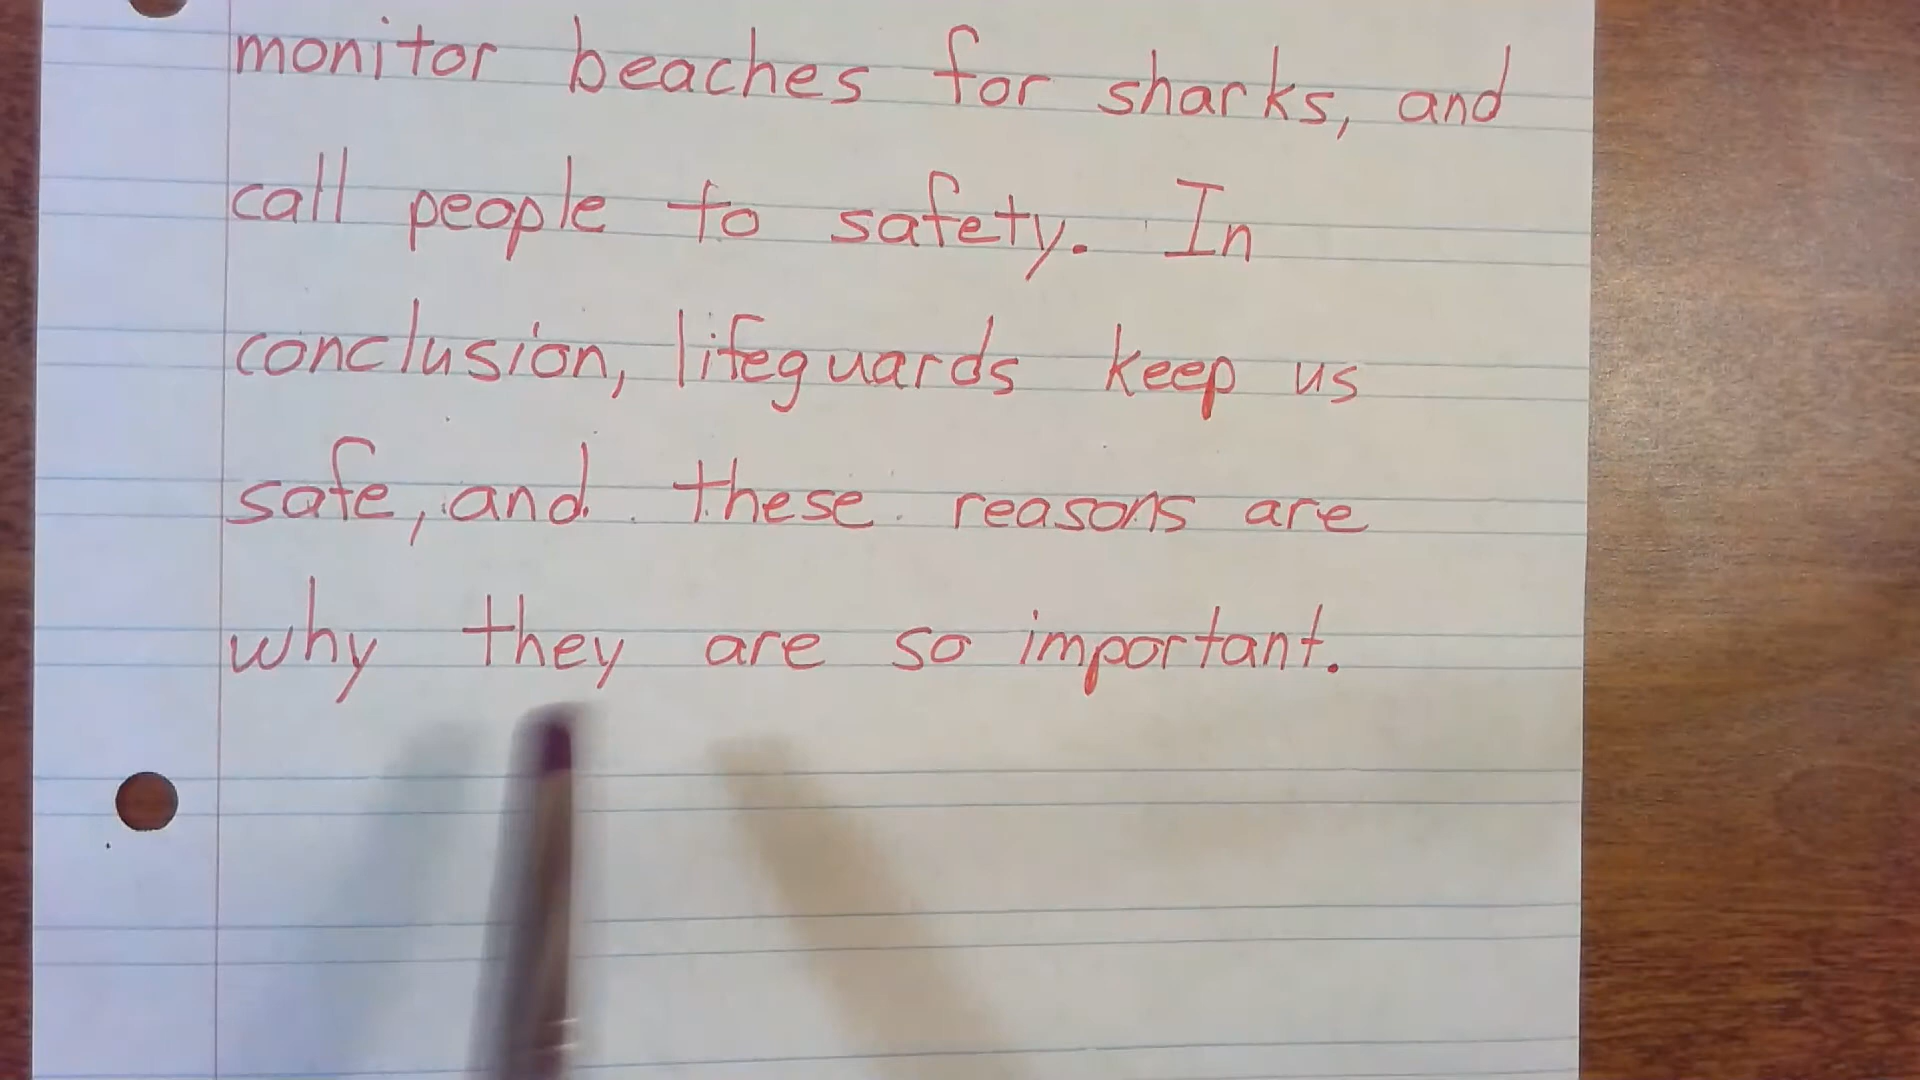 monitor beaches for sharks, and
call people to safety. In
conclusion, lifeguards keep us
safe, and these reasons are
why they are so important.